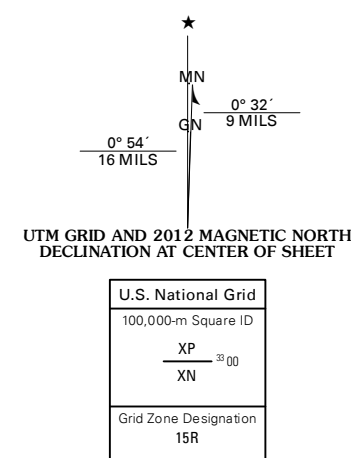 ★
MN
GN
0° 32´
9 MILS
0° 54´
16 MILS
UTM GRID AND 2012 MAGNETIC NORTH
DECLINATION AT CENTER OF SHEET
U.S. National Grid
100,000-m Square ID
XP
33 00
XN
Grid Zone Designation
15R